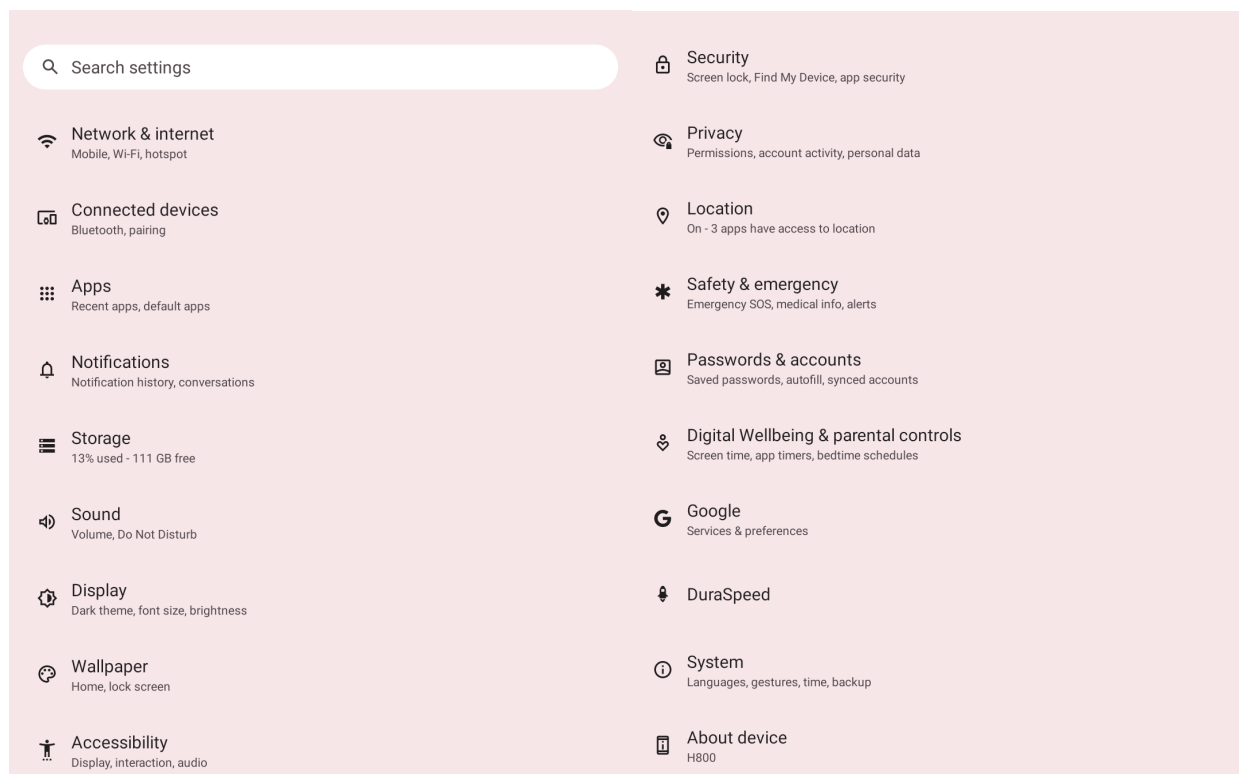 Search settings
Network & internet
Mobile, Wi-Fi, hotspot
Connected devices
Bluetooth, pairing
Apps
Recent apps, default apps
Notifications
Notification history, conversations
Storage
13% used - 111 GB free
Sound
Volume, Do Not Disturb
Display
Dark theme, font size, brightness
Wallpaper
Home, lock screen
Accessibility
Display, interaction, audio
Security
Screen lock, Find My Device, app security
Privacy
Permissions, account activity, personal data
Location
On - 3 apps have access to location
Safety & emergency
Emergency SOS, medical info, alerts
Passwords & accounts
Saved passwords, autofill, synced accounts
Digital Wellbeing & parental controls
Screen time, app timers, bedtime schedules
Google
Services & preferences
DuraSpeed
System
Languages, gestures, time, backup
About device
H800